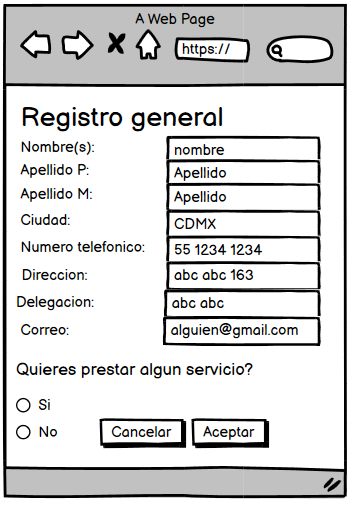 A Web Page
https://
Registro general
Nombre(s): nombre
Apellido P: Apellido
Apellido M: Apellido
Ciudad: CDMX
Numero telefonico: 55 1234 1234
Direccion: abc abc 163
Delegacion: abc abc
Correo: alguien@gmail.com
Quieres prestar algun servicio?
Si
No Cancelar Aceptar